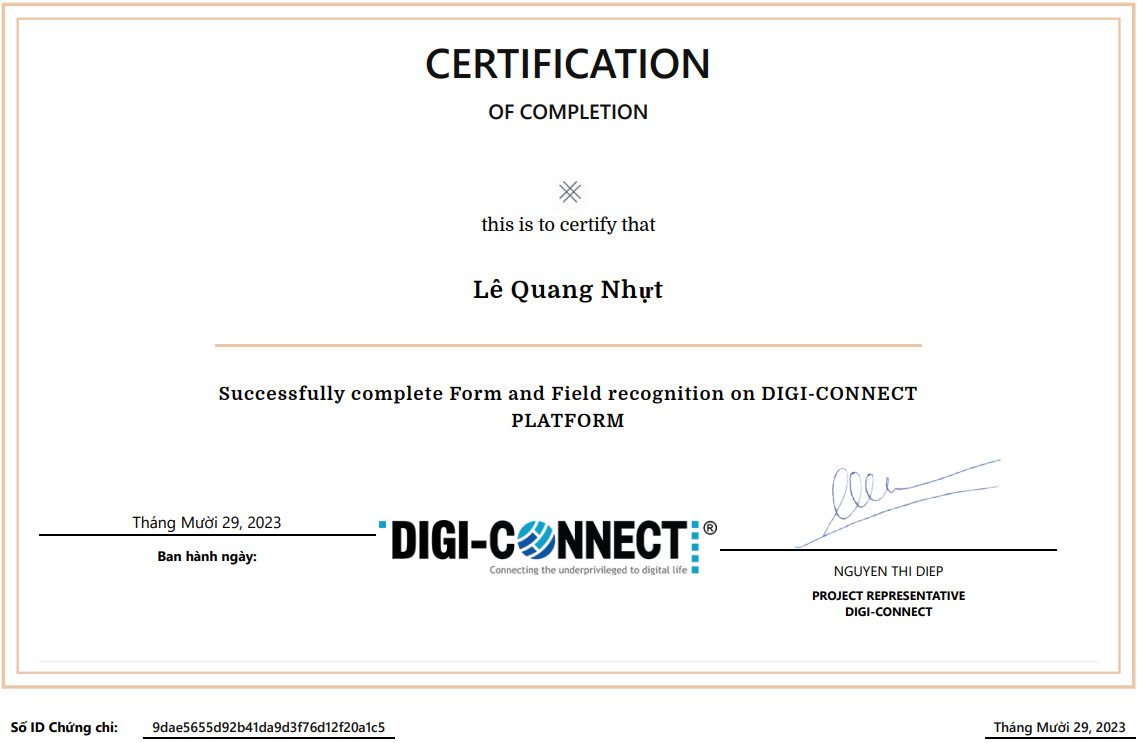 CERTIFICATION
OF COMPLETION
this is to certify that
Lê Quang Nhựt
Successfully complete Form and Field recognition on DIGI-CONNECT
PLATFORM
Tháng Mười 29, 2023
Ban hành ngày:
DIGI-CONNECT®
Connecting the underprivileged to digital life
NGUYEN THI DIEP
PROJECT REPRESENTATIVE
DIGI-CONNECT
Số ID Chứng chỉ: 9dae5655d92b41da9d3f76d12f20a1c5
Tháng Mười 29, 2023